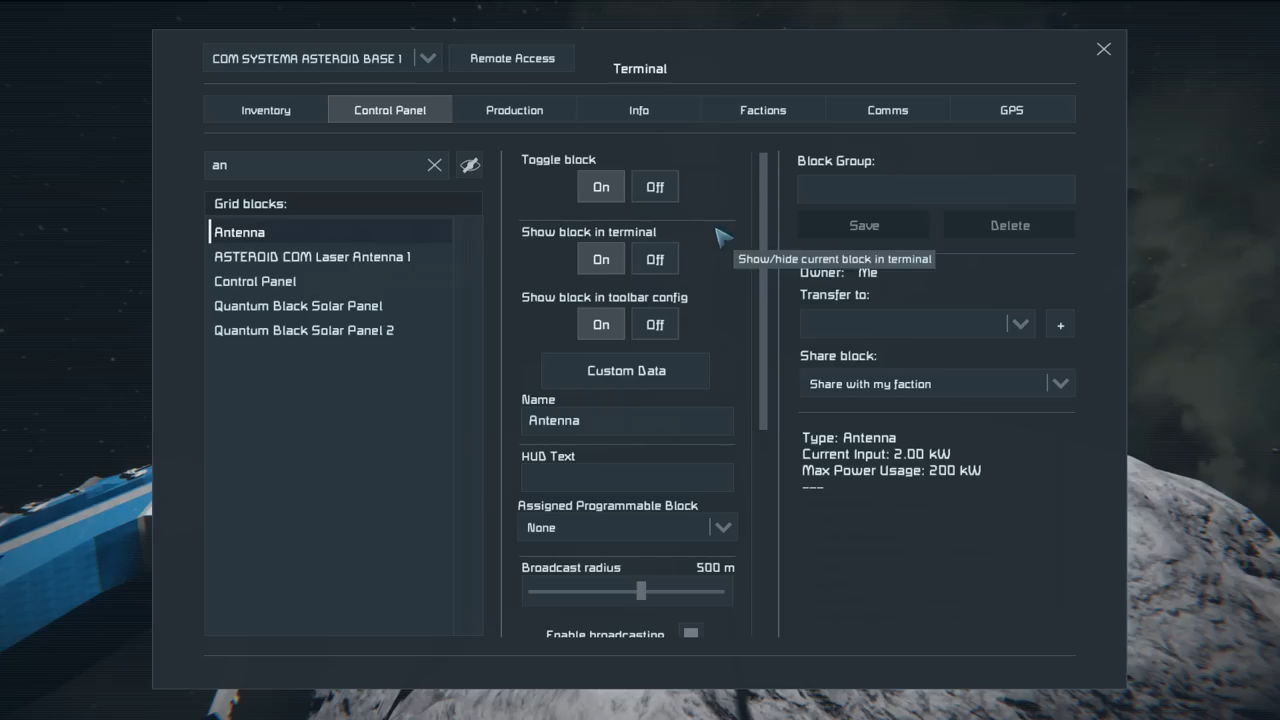 COM SYSTEMA ASTEROID BASE 1
Remote Access
Terminal
Inventory
Control Panel
Production
Info
Factions
Comms
GPS
an
Grid blocks:
Antenna
ASTEROID COM Laser Antenna 1
Control Panel
Quantum Black Solar Panel
Quantum Black Solar Panel 2
Toggle block
On Off
Show block in terminal
On Off
Show/hide current block in terminal
Show block in toolbar config
On Off
Custom Data
Name
Antenna
HUD Text
Assigned Programmable Block
None
Broadcast radius 500 m
Enable broadcasting
Block Group:
Save Delete
Owner: Me
Transfer to:
+
Share block:
Share with my faction
Type: Antenna
Current Input: 2.00 kW
Max Power Usage: 200 kW
---